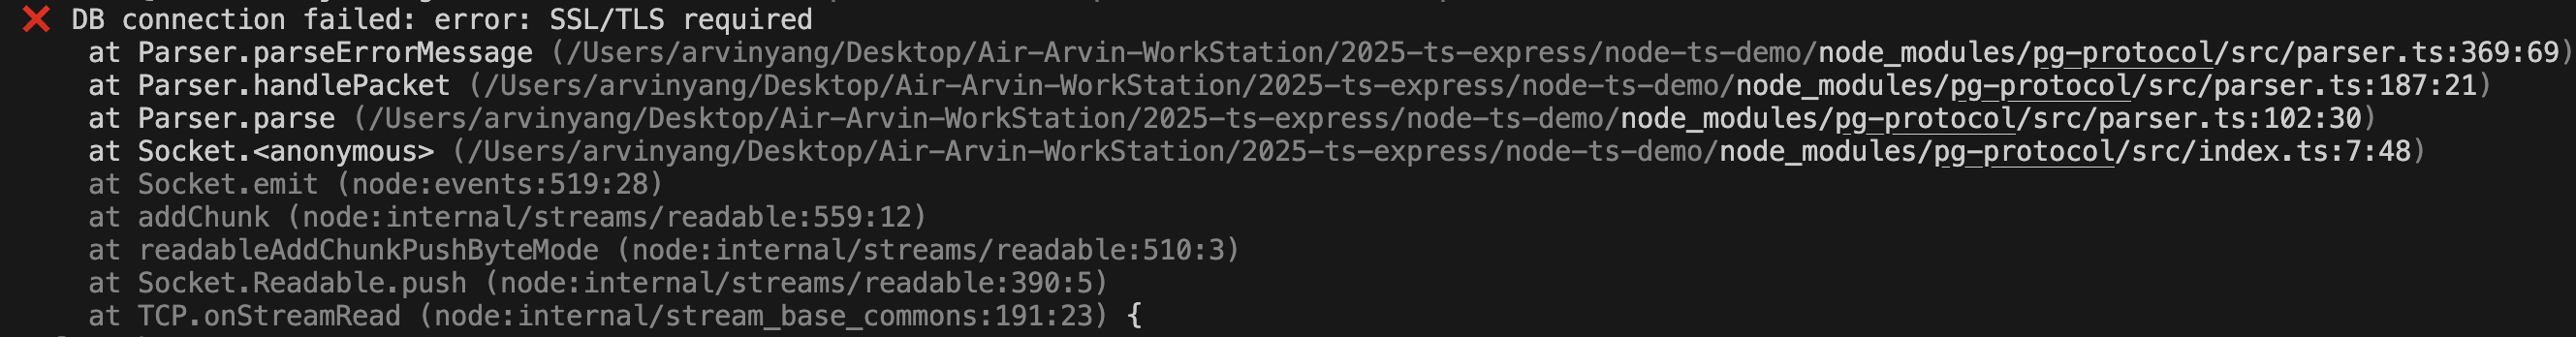 ❌ DB connection failed: error: SSL/TLS required
at Parser.parseErrorMessage (/Users/arvinyang/Desktop/Air-Arvin-WorkStation/2025-ts-express/node-ts-demo/node_modules/pg-protocol/src/parser.ts:369:69)
at Parser.handlePacket (/Users/arvinyang/Desktop/Air-Arvin-WorkStation/2025-ts-express/node-ts-demo/node_modules/pg-protocol/src/parser.ts:187:21)
at Parser.parse (/Users/arvinyang/Desktop/Air-Arvin-WorkStation/2025-ts-express/node-ts-demo/node_modules/pg-protocol/src/parser.ts:102:30)
at Socket.<anonymous> (/Users/arvinyang/Desktop/Air-Arvin-WorkStation/2025-ts-express/node-ts-demo/node_modules/pg-protocol/src/index.ts:7:48)
at Socket.emit (node:events:519:28)
at addChunk (node:internal/streams/readable:559:12)
at readableAddChunkPushByteMode (node:internal/streams/readable:510:3)
at Socket.Readable.push (node:internal/streams/readable:390:5)
at TCP.onStreamRead (node:internal/stream_base_commons:191:23) {